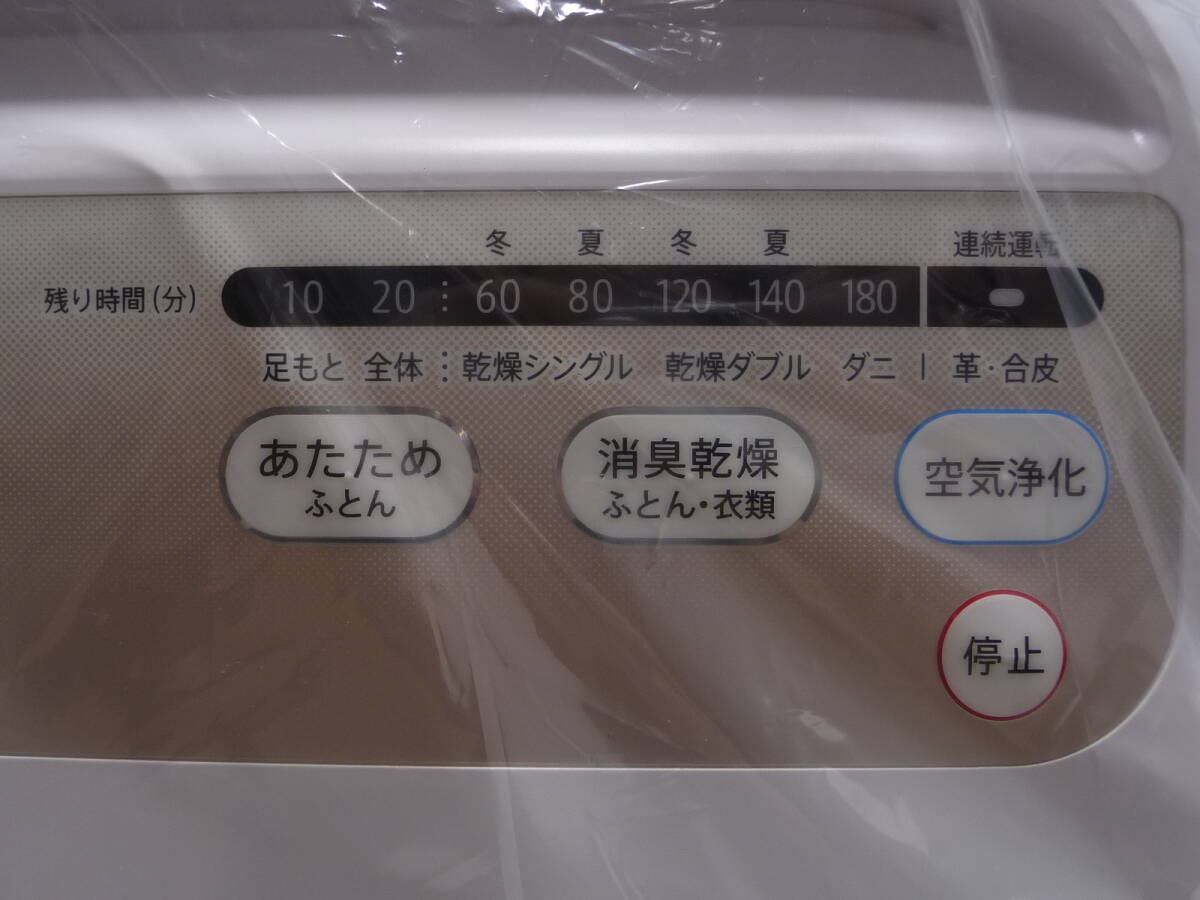 冬 夏 冬 夏 連続運転
残り時間(分) 10 20 : 60 80 120 140 180
足もと 全体 : 乾燥シングル 乾燥ダブル ダニ | 革・合皮
あたため
ふとん
消臭乾燥
ふとん・衣類
空気浄化
停止